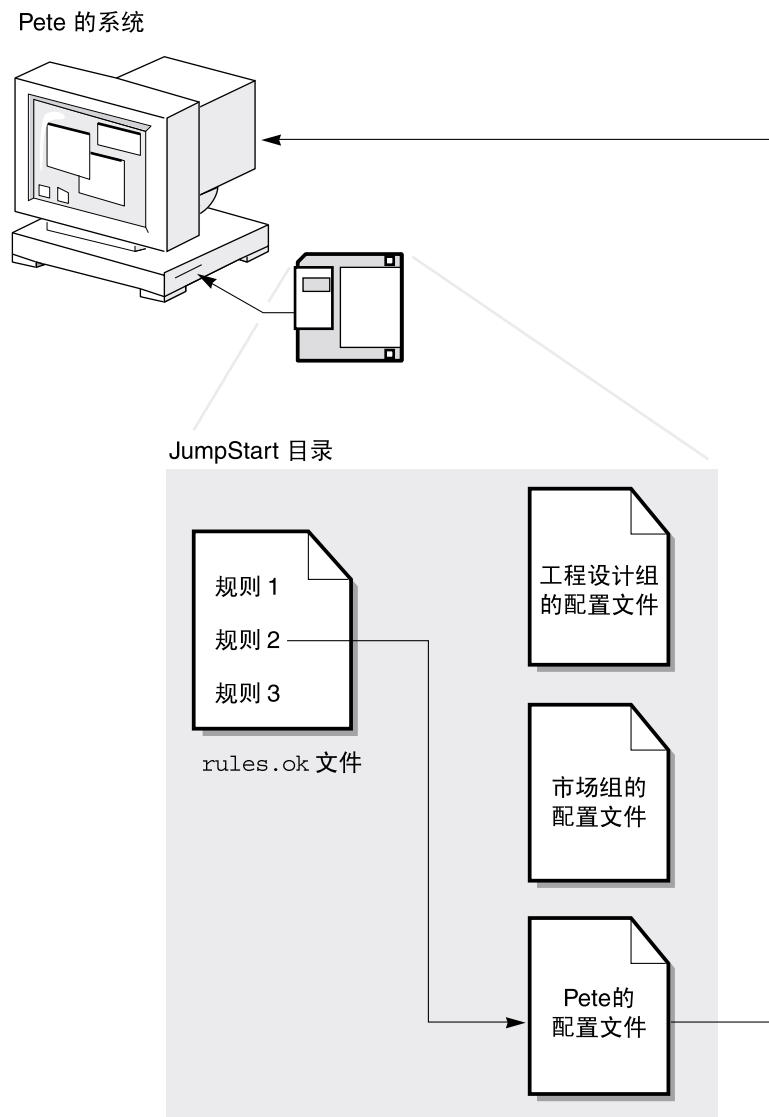 Pete 的系统
JumpStart 目录
规则 1
规则 2
规则 3
rules.ok 文件
工程设计组
的配置文件
市场组的
配置文件
Pete的
配置文件